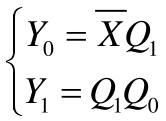 Y₀ = X̅Q₁
Y₁ = Q₁Q₀